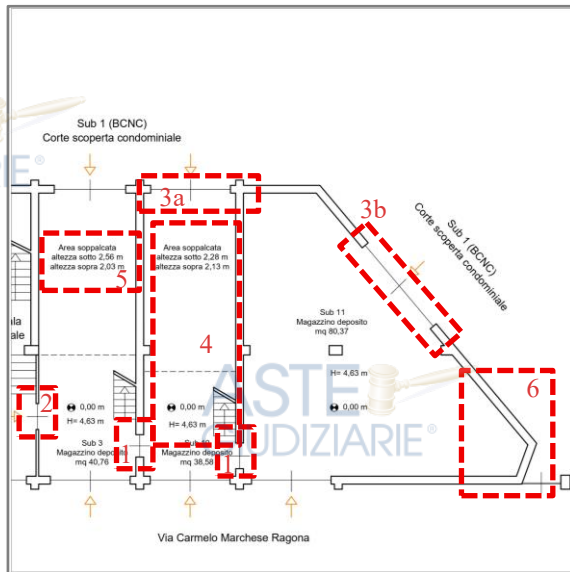 Sub 1 (BCNC)
Corte scoperta condominiale
3a
3b
Sub 1 (BCNC)
Corte scoperta condominiale
Area soppalcata
altezza sotto 2,56 m
altezza sopra 2,03 m
5
Area soppalcata
altezza sotto 2,28 m
altezza sopra 2,13 m
4
Sub 11
Magazzino deposito
mq 80,37
H= 4,63 m
0,00 m
6
2
0,00 m
H= 4,63 m
0,00 m
H= 4,63 m
ASTE
GIUDIZIARIE®
Sub 3
Magazzino deposito
mq 40,76
1
Magazzino deposito
mq 38,58
1
Via Carmelo Marchese Ragona